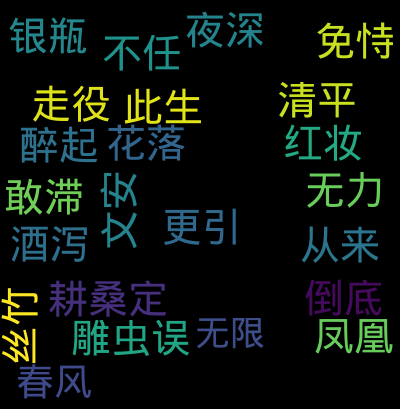 银瓶
不任
夜深
免恃
走役
此生
清平
醉起
花落
红妆
敢滞
文安
无力
酒泻
更引
从来
丝竹
耕桑定
倒底
雕虫误
无限
凤凰
春风